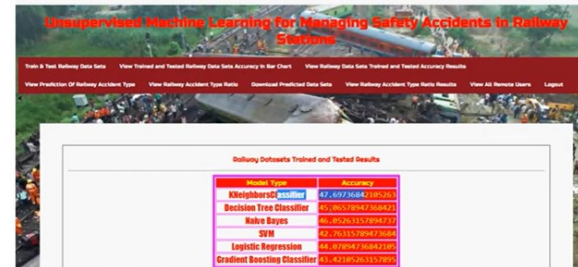 Unsupervised Machine Learning for Managing Safety Accidents in Railway
Stations
Train & Test Railway Data Sets View Trained and Tested Railway Data Sets Accuracy in Bar Chart View Railway Data Sets Trained and Tested Accuracy Results
View Prediction Of Railway Accident Type View Railway Accident Type Ratio Download Predicted Data Sets View Railway Accident Type Ratio Results View All Remote Users Logout
Railway Datasets Trained and Tested Results
Model Type Accuracy
KNeighborsClassifier 47.69736842105263
Decision Tree Classifier 45.06578947368421
Naive Bayes 46.05263157894737
SVM 42.76315789473684
Logistic Regression 44.07894736842105
Gradient Boosting Classifier 43.42105263157895